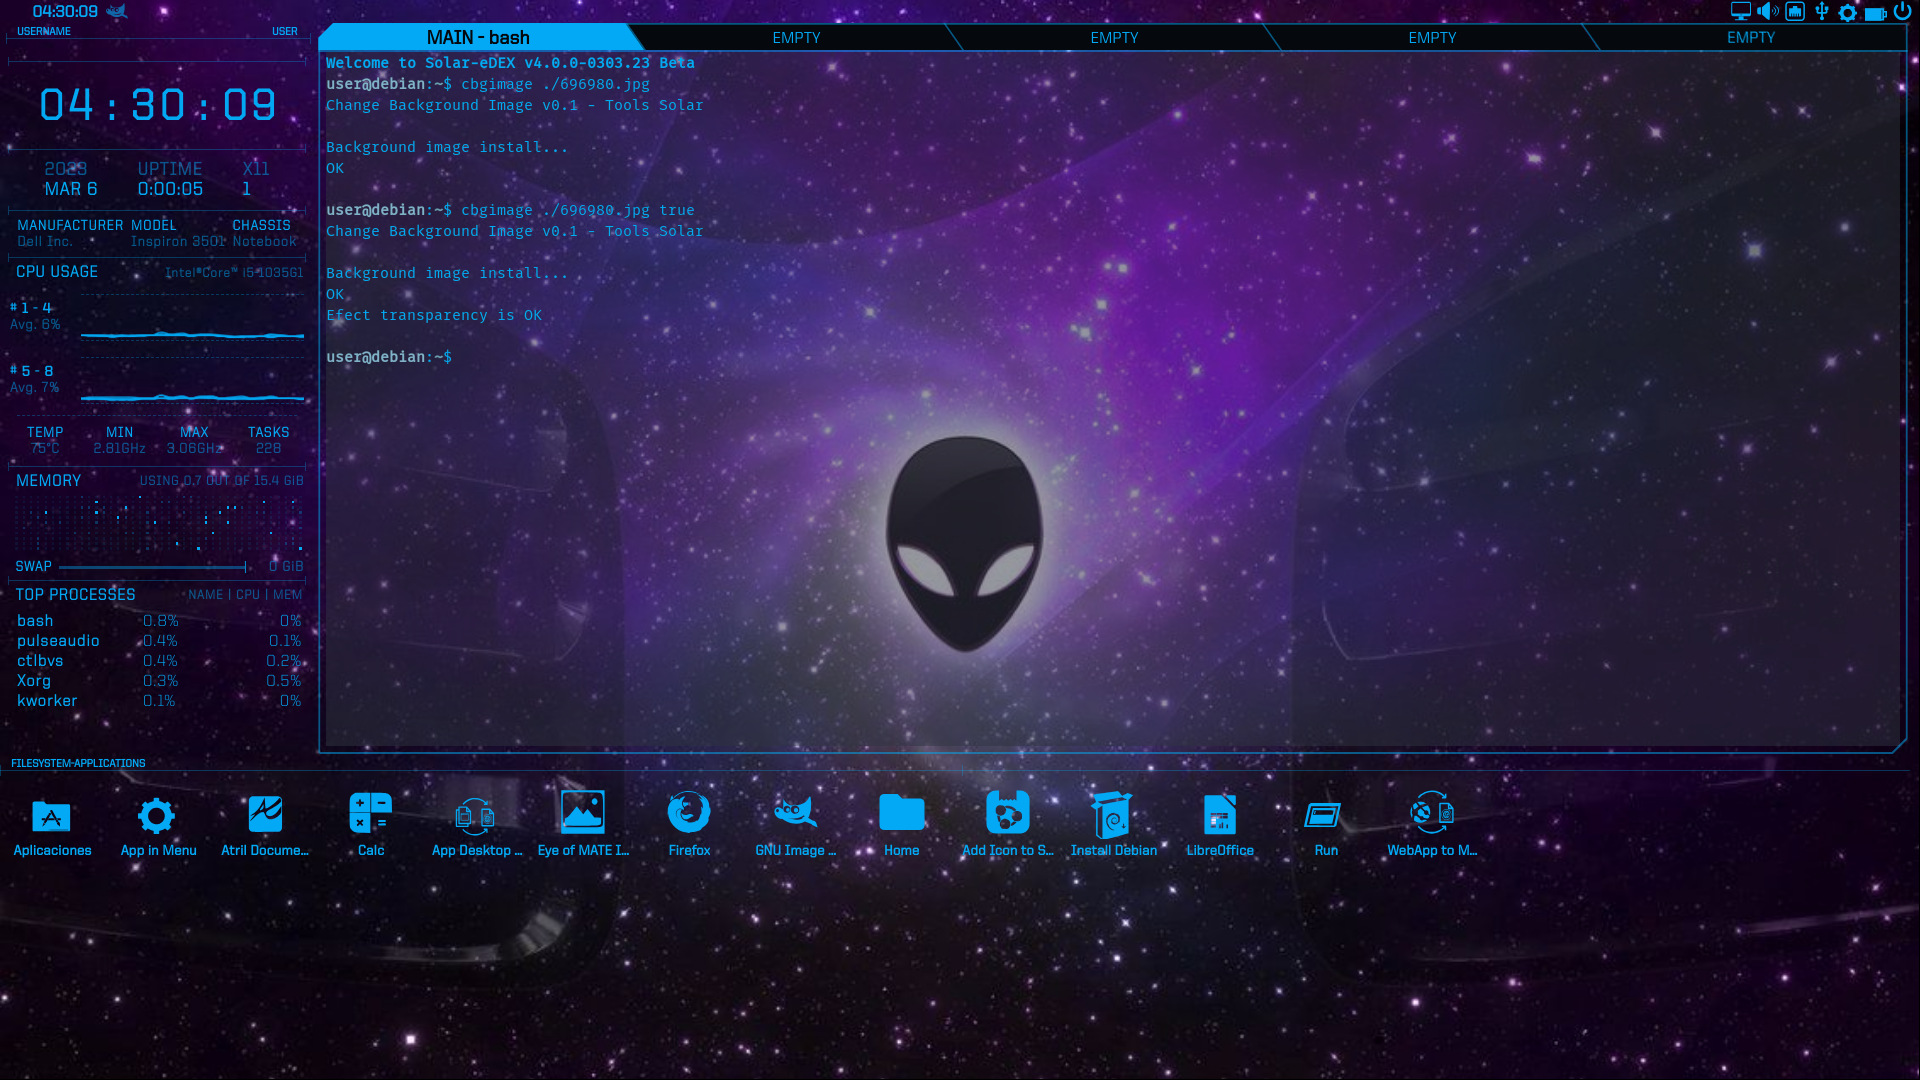 04:30:09
USERNAME USER
04:30:09
2023 UPTIME X11
MAR 6 0:00:05 1
MANUFACTURER MODEL CHASSIS
Dell Inc. Inspiron 3501 Notebook
CPU USAGE Intel®Core™ i5-1035G1
# 1 - 4
Avg. 6%
# 5 - 8
Avg. 7%
TEMP MIN MAX TASKS
75°C 2.81GHz 3.06GHz 228
MEMORY USING 0.7 OUT OF 15.4 GIB
SWAP 0 GIB
TOP PROCESSES NAME | CPU | MEM
bash 0.8% 0%
pulseaudio 0.4% 0.1%
ctlbvs 0.4% 0.2%
Xorg 0.3% 0.5%
kworker 0.1% 0%
MAIN - bash EMPTY EMPTY EMPTY EMPTY
Welcome to Solar-eDEX v4.0.0-0303.23 Beta
user@debian:~$ cbgimage ./696980.jpg
Change Background Image v0.1 - Tools Solar
Background image install...
OK
user@debian:~$ cbgimage ./696980.jpg true
Change Background Image v0.1 - Tools Solar
Background image install...
OK
Efect transparency is OK
user@debian:~$
FILESYSTEM-APPLICATIONS
Aplicaciones App in Menu Atril Docume... Calc App Desktop ... Eye of MATE I... Firefox GNU Image ... Home Add Icon to S... Install Debian LibreOffice Run WebApp to M...